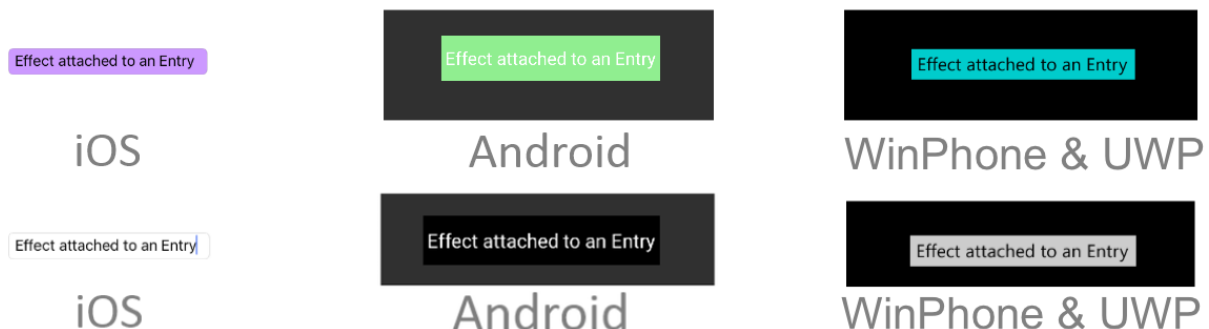 Effect attached to an Entry
Effect attached to an Entry
Effect attached to an Entry
iOS
Android
WinPhone & UWP
Effect attached to an Entry
Effect attached to an Entry
Effect attached to an Entry
iOS
Android
WinPhone & UWP